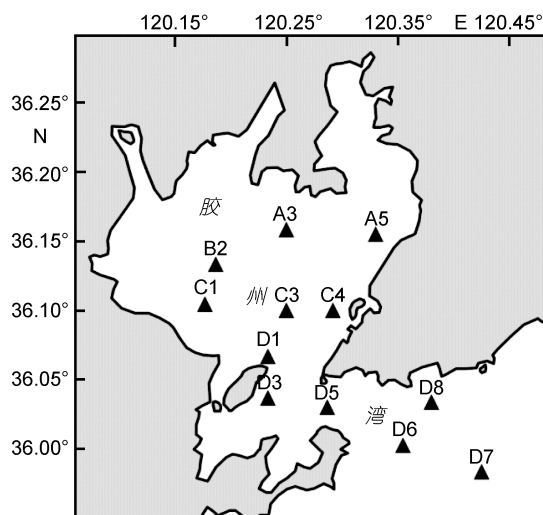 120.15° 120.25° 120.35° E 120.45°
36.25°
N
36.20°
胶
A3
A5
36.15°
B2
C1
州
C3
C4
36.10°
D1
36.05°
D3
D5
D8
湾
D6
36.00°
D7